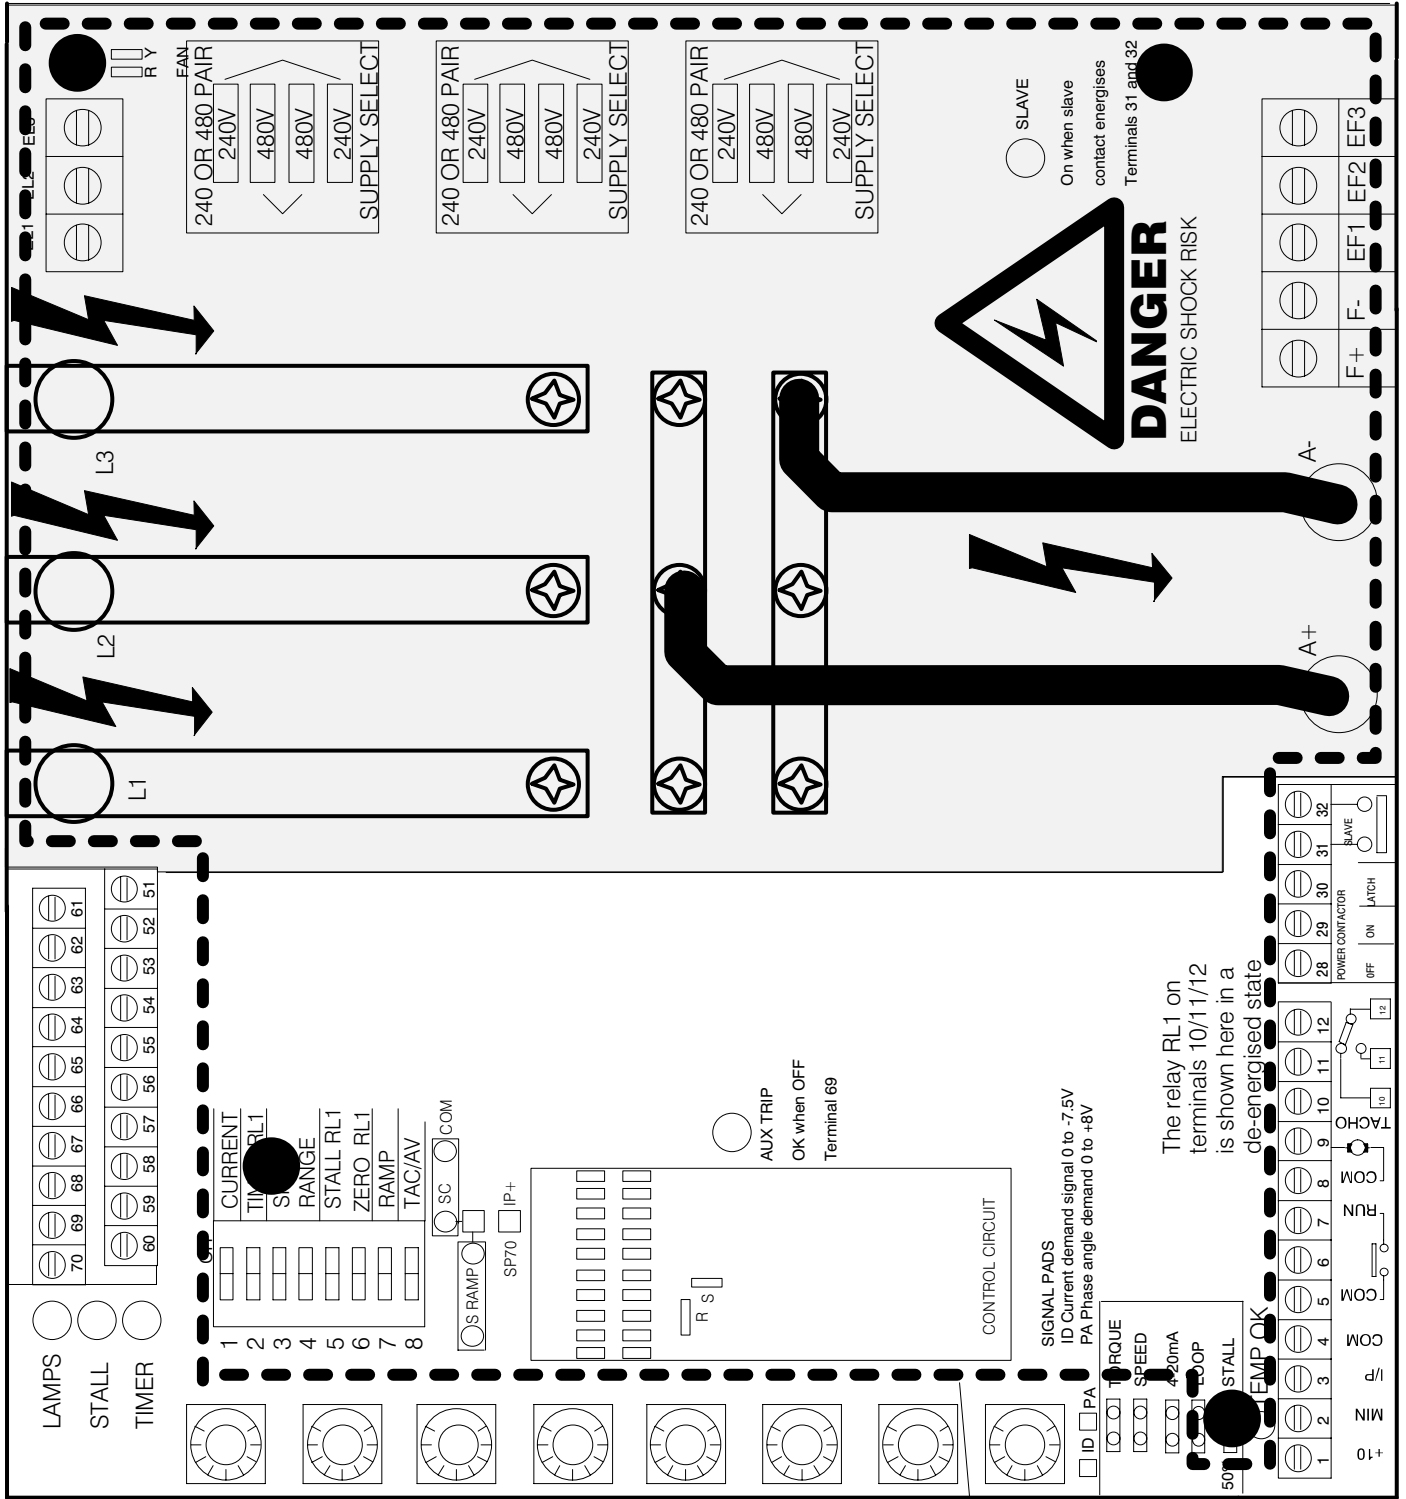 R Y
FAN
240 OR 480 PAIR
240V
480V
480V
240V
SUPPLY SELECT
240 OR 480 PAIR
240V
480V
480V
240V
SUPPLY SELECT
240 OR 480 PAIR
240V
480V
480V
240V
SUPPLY SELECT
SLAVE
On when slave
contact energises
Terminals 31 and 32
EF3
EF2
EF1
F-
F+
EL3
EL2
EL1
DANGER
ELECTRIC SHOCK RISK
L3
L2
L1
A-
A+
61
62
63
64
65
66
67
68
69
70
51
52
53
54
55
56
57
58
59
60
LAMPS
STALL
TIMER
CURRENT
RL1
RANGE
STALL RL1
ZERO RL1
RAMP
TAC/AV
1
2
3
4
5
6
7
8
COM
SC
S RAMP
IP+
SP70
AUX TRIP
OK when OFF
Terminal 69
R S
CONTROL CIRCUIT
SIGNAL PADS
ID Current demand signal 0 to -7.5V
PA Phase angle demand 0 to +8V
ID
PA
TORQUE
SPEED
4-20mA
LOOP
STALL
TEMP OK
The relay RL1 on
terminals 10/11/12
is shown here in a
de-energised state
32
31
30
29
28
SLAVE
POWER CONTACTOR
LATCH
ON
OFF
12
11
10
9
8
7
6
5
4
3
2
1
12
11
10
TACHO
COM
RUN
COM
COM
I/P
MIN
+10